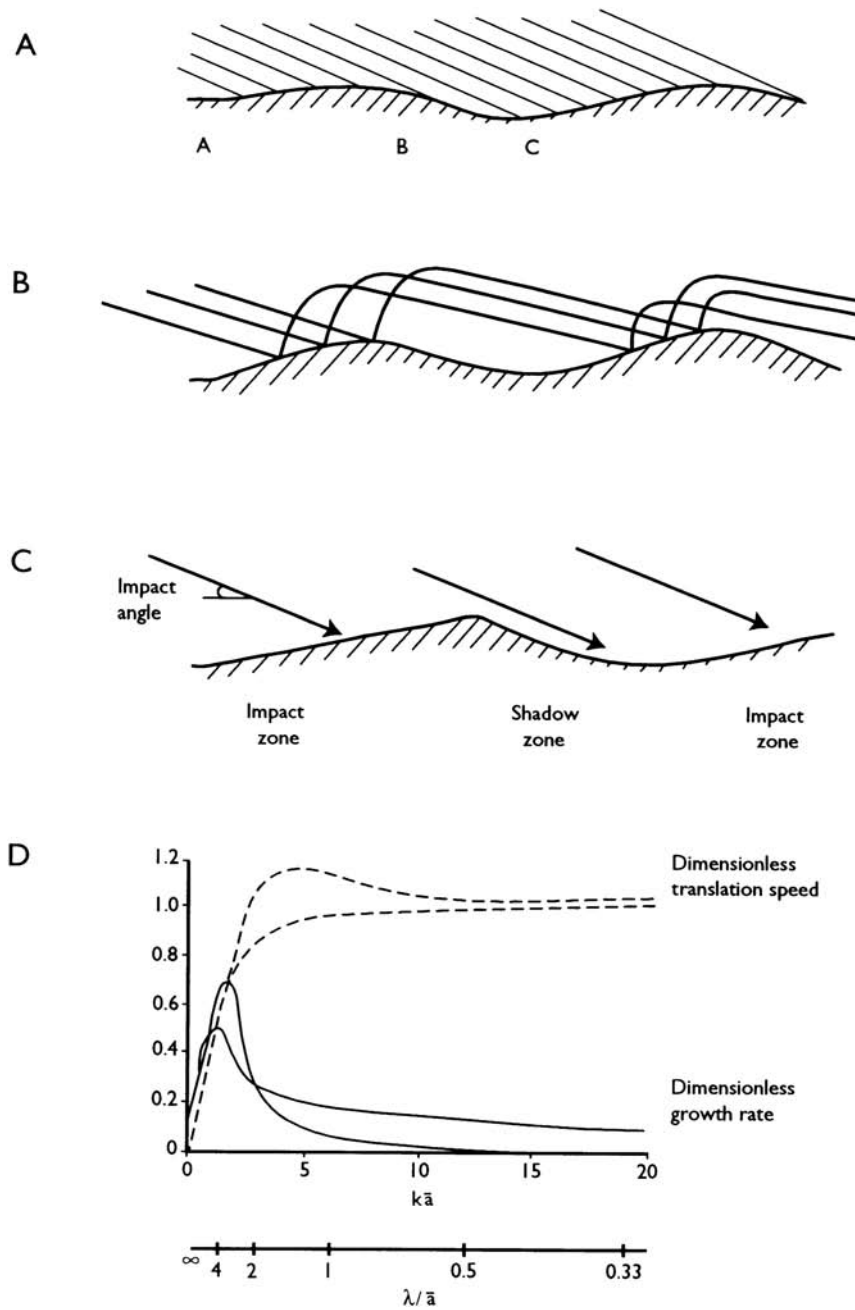 A
A B C
B
C
Impact
angle
Impact
zone
Shadow
zone
Impact
zone
D
1.2
1.0
0.8
0.6
0.4
0.2
0
Dimensionless
translation speed
Dimensionless
growth rate
0 5 10 15 20
kā
∞ 4 2 1 0.5 0.33
λ/ā